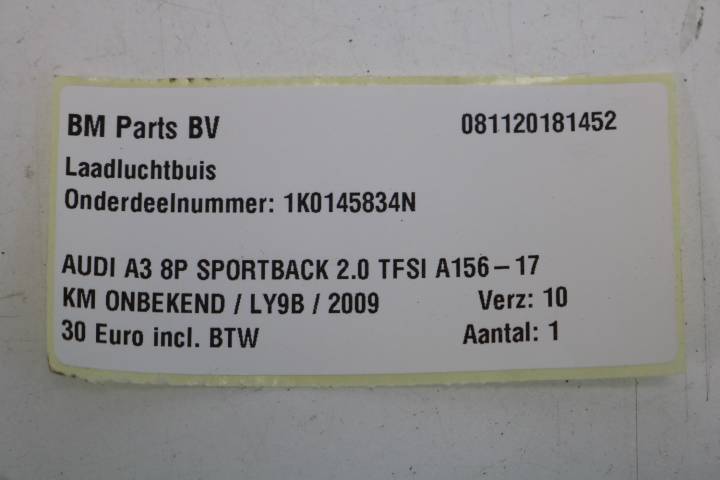 BM Parts BV 081120181452
Laadluchtbuis
Onderdeelnummer: 1K0145834N
AUDI A3 8P SPORTBACK 2.0 TFSI A156-17
KM ONBEKEND / LY9B / 2009 Verz: 10
30 Euro incl. BTW Aantal: 1